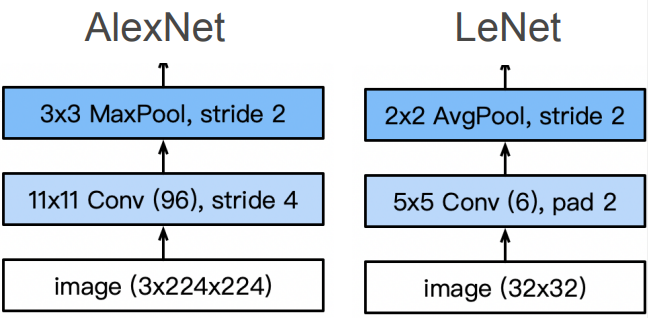 AlexNet
3x3 MaxPool, stride 2
11x11 Conv (96), stride 4
image (3x224x224)
LeNet
2x2 AvgPool, stride 2
5x5 Conv (6), pad 2
image (32x32)